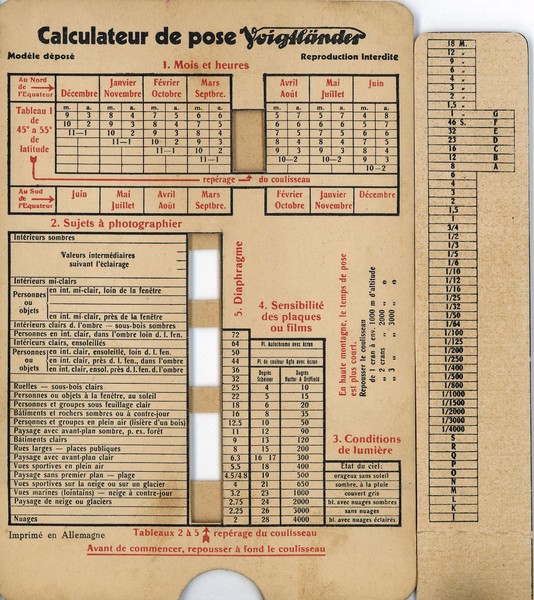 Calculateur de pose Voigtländer
Modèle déposé
Reproduction interdite
1. Mois et heures
Au Nord de l'Equateur
Décembre
Janvier Novembre
Février Octobre
Mars Septbre.
Avril Août
Mai Juillet
Juin
Tableau I de 45° a 55° de latitude
m. a. m. a. m. a. m. a. m. a. m. a. m. a.
9 3 8 4 7 5 6 6 5 7 5 7 4 8
10 2 9 3 8 4 7 5 6 6 6 6 5 7
11—1 10 2 9 3 8 4 7 5 7 5 6 6
11—1 10 2 9 3 8 4 8 4 7 5
11—1 10 2 9 3 9 3 8 4
11—1 10—2 10—2 9 3
10—2
repérage du coulisseau
Au Sud de l'Equateur
Juin
Mai Juillet
Avril Août
Mars Septbre.
Février Octobre
Janvier Novembre
Décembre
2. Sujets à photographier
Intérieurs sombres
Valeurs intermédiaires
suivant l'éclairage
Intérieurs mi-clairs
Personnes ou objets
en int. mi-clair, loin de la fenêtre
en int. mi-clair, près de la fenêtre
Intérieurs clairs d. l'ombre — sous-bois sombres
Personnes en int. clair, dans l'ombre loin d. l. fen.
Intérieurs clairs, ensoleillés
Personnes ou objets
en int. clair, ensoleillé, loin d. l. fen.
en int. clair, près d. l. fen., dans l'ombre
en int. clair, ensol. près d. l. fen. d. l'ombre
Ruelles — sous-bois clairs
Personnes ou objets à la fenêtre, au soleil
Personnes et groupes sous feuillage clair
Bâtiments et rochers sombres ou à contre-jour
Personnes et groupes en plein air (lisière d'un bois)
Paysage avec avant-plan sombre, p. ex. forêt
Bâtiments clairs
Rues larges — places publiques
Paysage avec avant-plan clair
Vues sportives en plein air
Paysage sans premier plan — plage
Vues sportives sur la neige ou sur un glacier
Vues marines (lointains) — neige à contre-jour
Paysage de neige ou glaciers
Nuages
5. Diaphragme
72
64
50
44
36
32
25
22
18
16
12.5
11
9
8
6.3
5.5
4.5/4.8
4
3.2
2.75
2.25
2
4. Sensibilité des plaques ou films
Pl. Autochrome avec écran
Pl. du couleur Agfa avec écran
Degrés Scheiner
Degrés Hurter & Driffield
4 10
5 15
6 20
8 35
10 50
12 90
13 120
15 200
16 17 300
18 400
19 500
21 650
23 1000
24 2000
26 3000
28 4000
En haute montagne, le temps de pose
est plus court.
Repousser le coulisseau
de 1 cran à env. 1000 m d'altitude
„ 2 crans „ 2000 „ „
„ 3 „ „ 3000 „ „
3. Conditions de lumière
Etat du ciel:
orageux sans soleil
sombre, à la pluie
couvert gris
bl. avec nuages sombres
sans nuages
bl. avec nuages éclairés
Imprimé en Allemagne
Tableaux 2 à 5 repérage du coulisseau
Avant de commencer, repousser à fond le coulisseau
18 M.
12 „
9 „
6 „
4 „
3 „
2 „
1,5 „
1 „ G
46 S. F
32 E
23 D
16 C
12 B
8 A
6
4
3
2
1,5
1
3/4
1/2
1/3
1/5
1/6
1/10
1/12
1/16
1/25
1/32
1/50
1/64
1/100
1/125
1/200
1/250
1/400
1/500
1/800
1/1000
1/1500
1/2000
1/3000
1/4000
S
R
Q
P
O
N
M
L
K
I